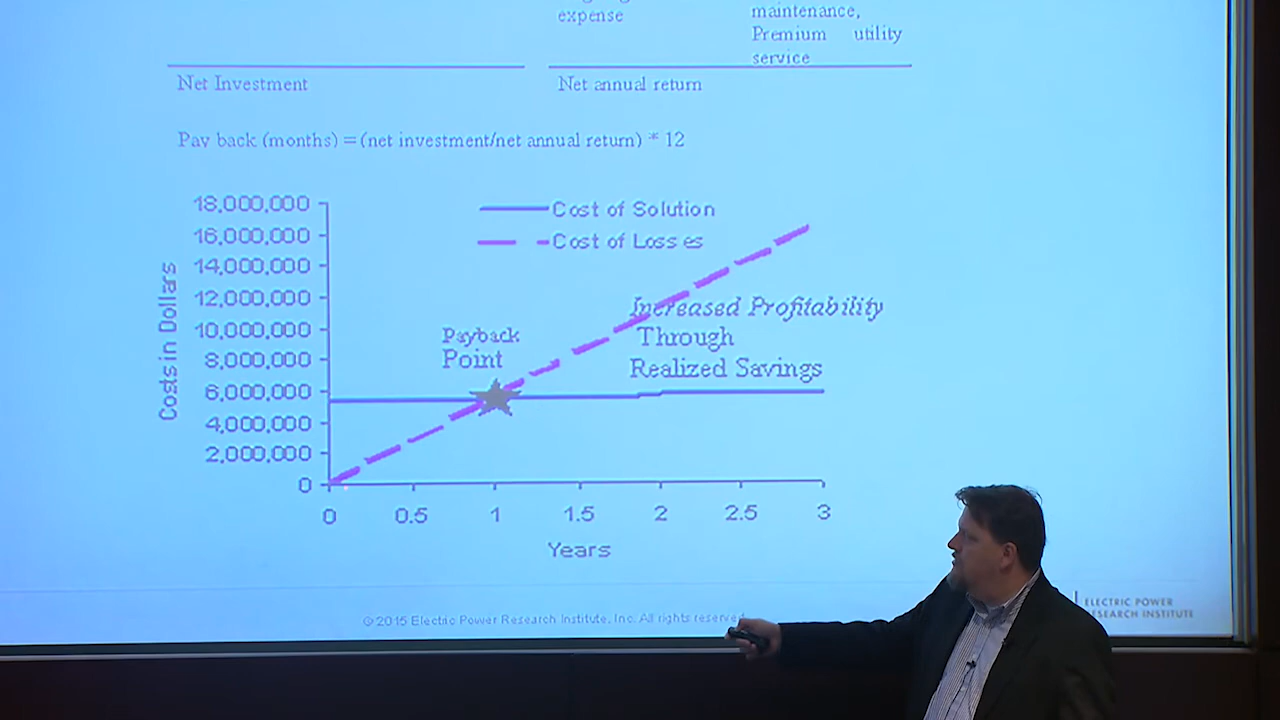 expense
maintenance,
Premium utility
service
Net Investment
Net annual return
Pay back (months) = (net investment/net annual return) * 12
18,000,000
16,000,000
14,000,000
12,000,000
10,000,000
8,000,000
6,000,000
4,000,000
2,000,000
0
Costs in Dollars
Cost of Solution
Cost of Losses
Increased Profitability
Through
Realized Savings
Payback
Point
0 0.5 1 1.5 2 2.5 3
Years
© 2015 Electric Power Research Institute, Inc. All rights reserved.
ELECTRIC POWER
RESEARCH INSTITUTE